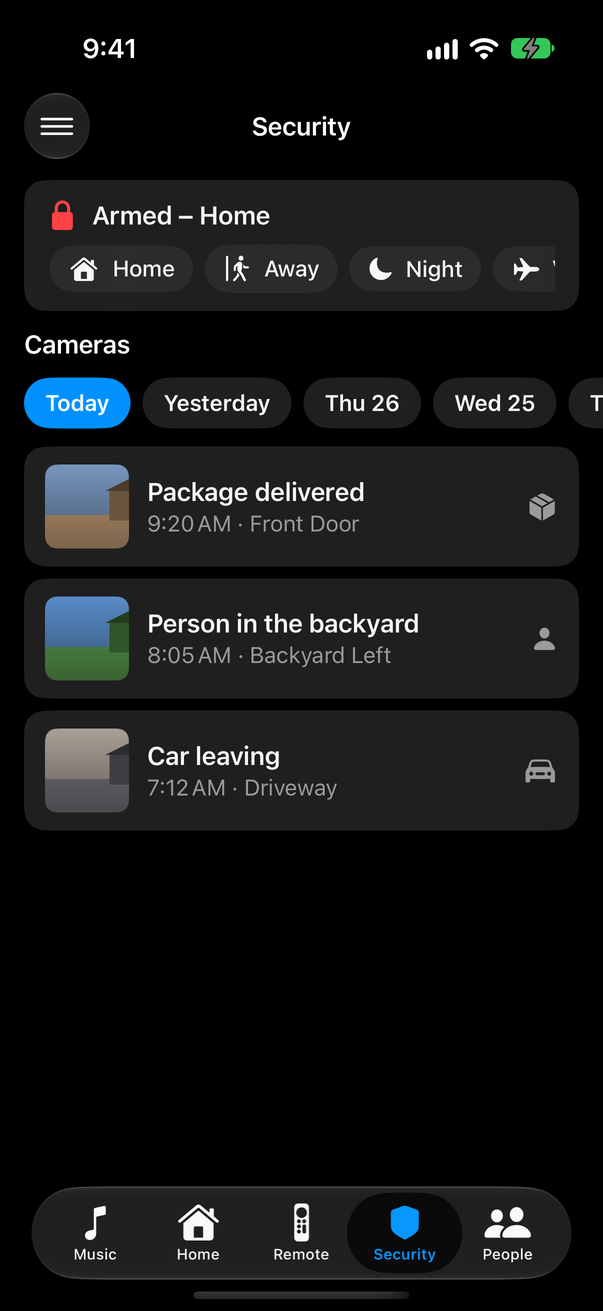 9:41
Security
Armed – Home
Home Away Night
Cameras
Today Yesterday Thu 26 Wed 25
Package delivered
9:20 AM · Front Door
Person in the backyard
8:05 AM · Backyard Left
Car leaving
7:12 AM · Driveway
Music Home Remote Security People